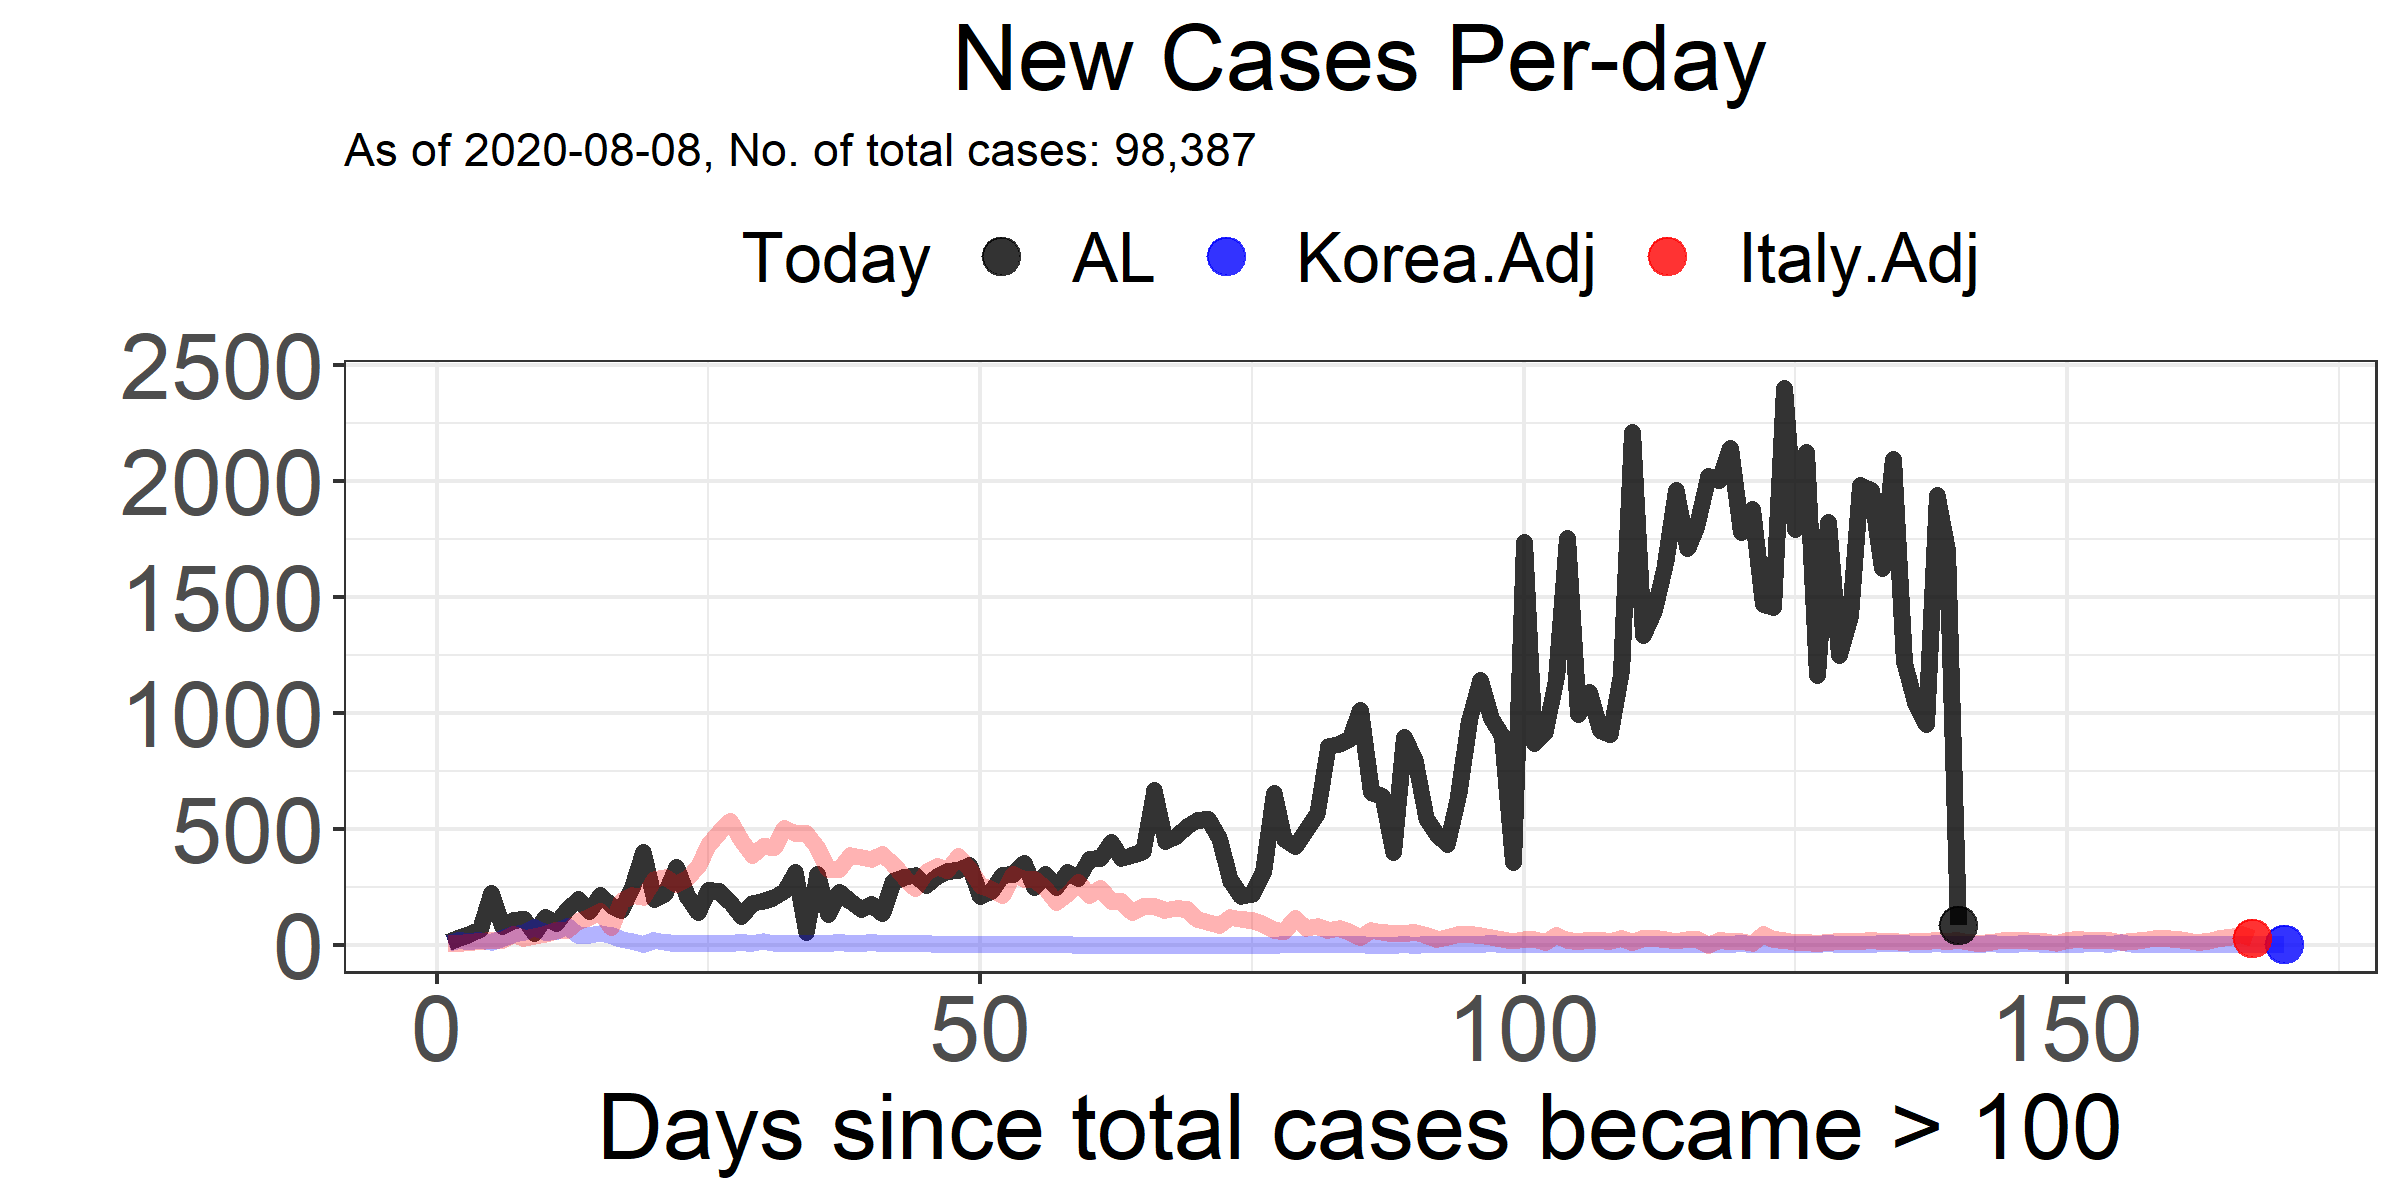 New Cases Per-day
As of 2020-08-08, No. of total cases: 98,387
Today AL Korea.Adj Italy.Adj
2500
2000
1500
1000
500
0
0 50 100 150
Days since total cases became > 100